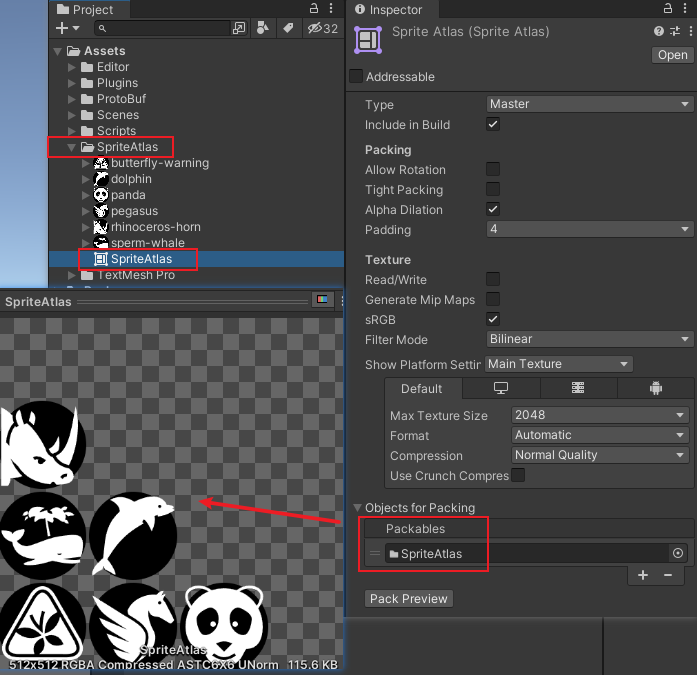 Project
32
Assets
Editor
Plugins
ProtoBuf
Scenes
Scripts
SpriteAtlas
butterfly-warning
dolphin
panda
pegasus
rhinoceros-horn
sperm-whale
SpriteAtlas
TextMesh Pro
SpriteAtlas
SpriteAtlas
512x512 RGBA Compressed ASTC6X6 UNorm 115.6 KB
Inspector
Sprite Atlas (Sprite Atlas)
Open
Addressable
Type Master
Include in Build
Packing
Allow Rotation
Tight Packing
Alpha Dilation
Padding 4
Texture
Read/Write
Generate Mip Maps
sRGB
Filter Mode Bilinear
Show Platform Settir Main Texture
Default
Max Texture Size 2048
Format Automatic
Compression Normal Quality
Use Crunch Compres
Objects for Packing
Packables
SpriteAtlas
Pack Preview